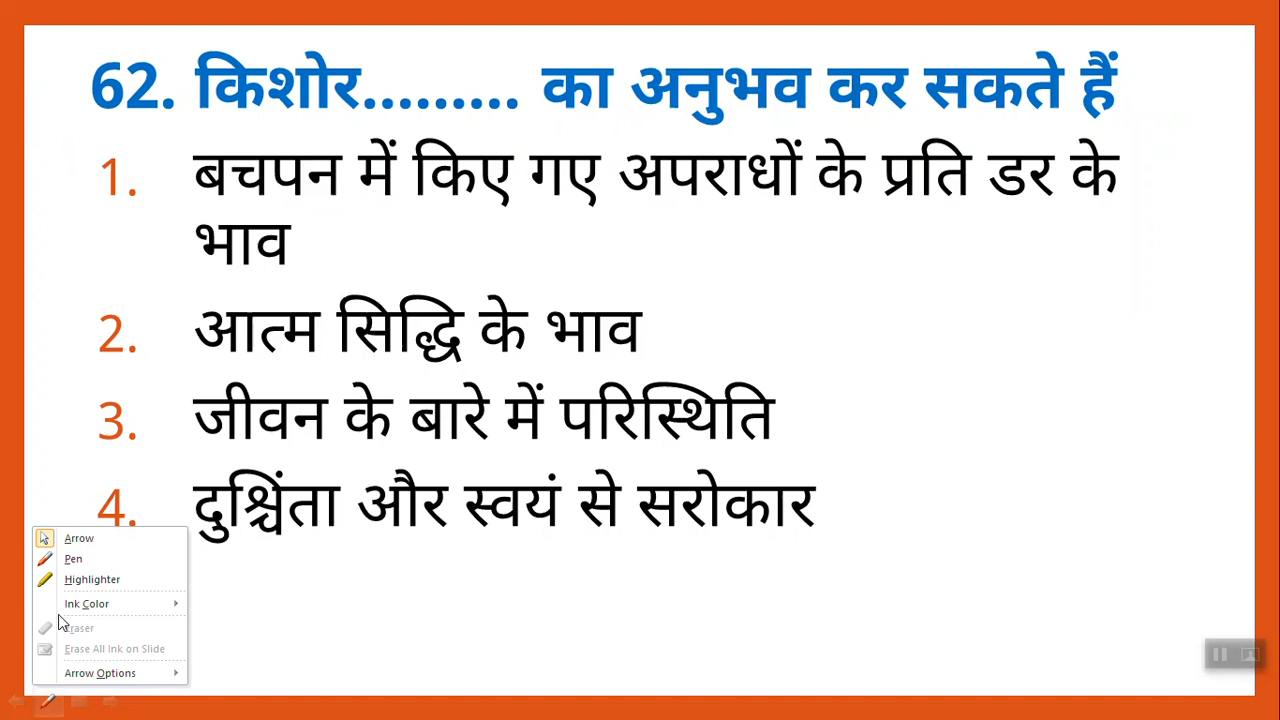 62. किशोर......... का अनुभव कर सकते हैं
1. बचपन में किए गए अपराधों के प्रति डर के
भाव
2. आत्म सिद्धि के भाव
3. जीवन के बारे में परिस्थिति
4. दुश्चिंता और स्वयं से सरोकार
Arrow
Pen
Highlighter
Ink Color
Eraser
Erase All Ink on Slide
Arrow Options